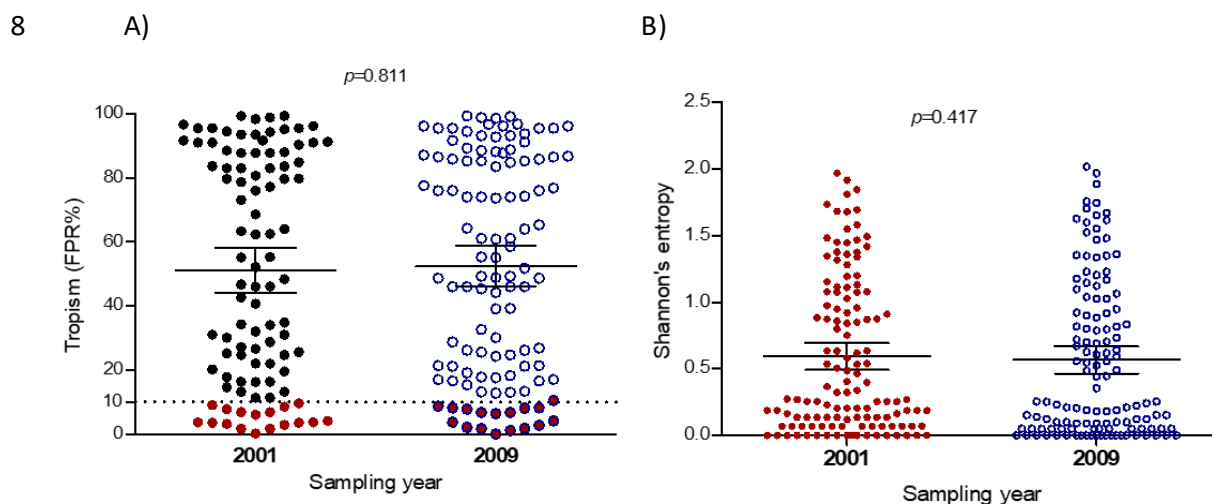 8 A) B)
p=0.811
Tropism (FPR%)
100
80
60
40
20
10
0
2001 2009
Sampling year
p=0.417
Shannon's entropy
2.5
2.0
1.5
1.0
0.5
0.0
2001 2009
Sampling year